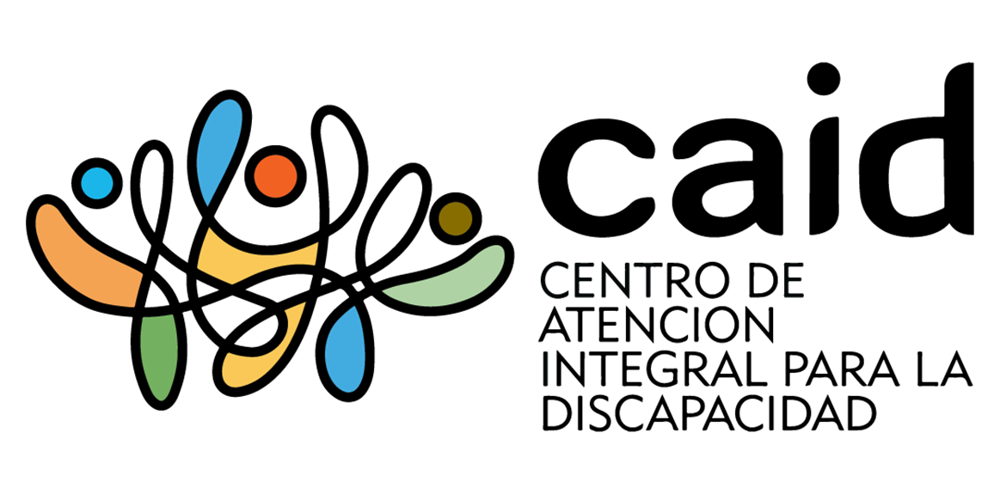 caid
CENTRO DE
ATENCION
INTEGRAL PARA LA
DISCAPACIDAD